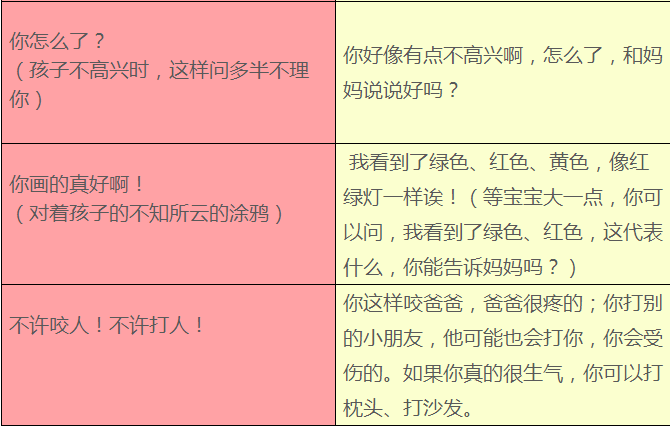 你怎么了？
（孩子不高兴时，这样问多半不理
你）
你好像有点不高兴啊，怎么了，和妈
妈说说好吗？
你画的真好啊！
（对着孩子的不知所云的涂鸦）
我看到了绿色、红色、黄色，像红
绿灯一样诶！（等宝宝大一点，你可
以问，我看到了绿色、红色，这代表
什么，你能告诉妈妈吗？）
不许咬人！不许打人！
你这样咬爸爸，爸爸很疼的；你打别
的小朋友，他可能也会打你，你会受
伤的。如果你真的很生气，你可以打
枕头、打沙发。